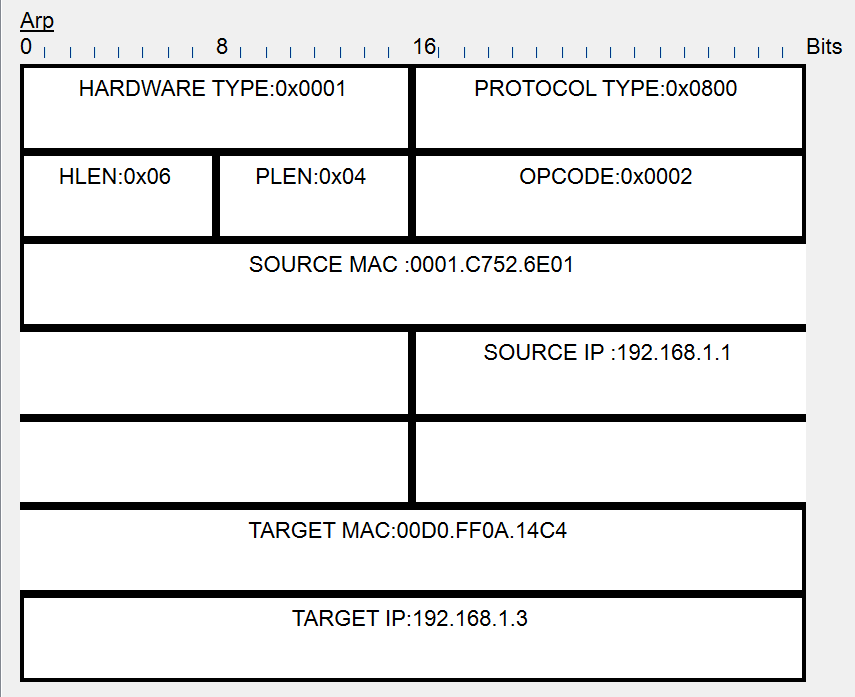 Arp
0 8 16 Bits
HARDWARE TYPE:0x0001 PROTOCOL TYPE:0x0800
HLEN:0x06 PLEN:0x04 OPCODE:0x0002
SOURCE MAC :0001.C752.6E01
SOURCE IP :192.168.1.1
TARGET MAC:00D0.FF0A.14C4
TARGET IP:192.168.1.3